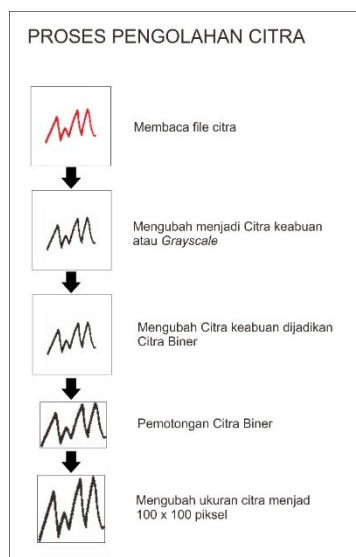 PROSES PENGOLAHAN CITRA
Membaca file citra
Mengubah menjadi Citra keabuan
atau Grayscale
Mengubah Citra keabuan dijadikan
Citra Biner
Pemotongan Citra Biner
Mengubah ukuran citra menjad
100 x 100 piksel